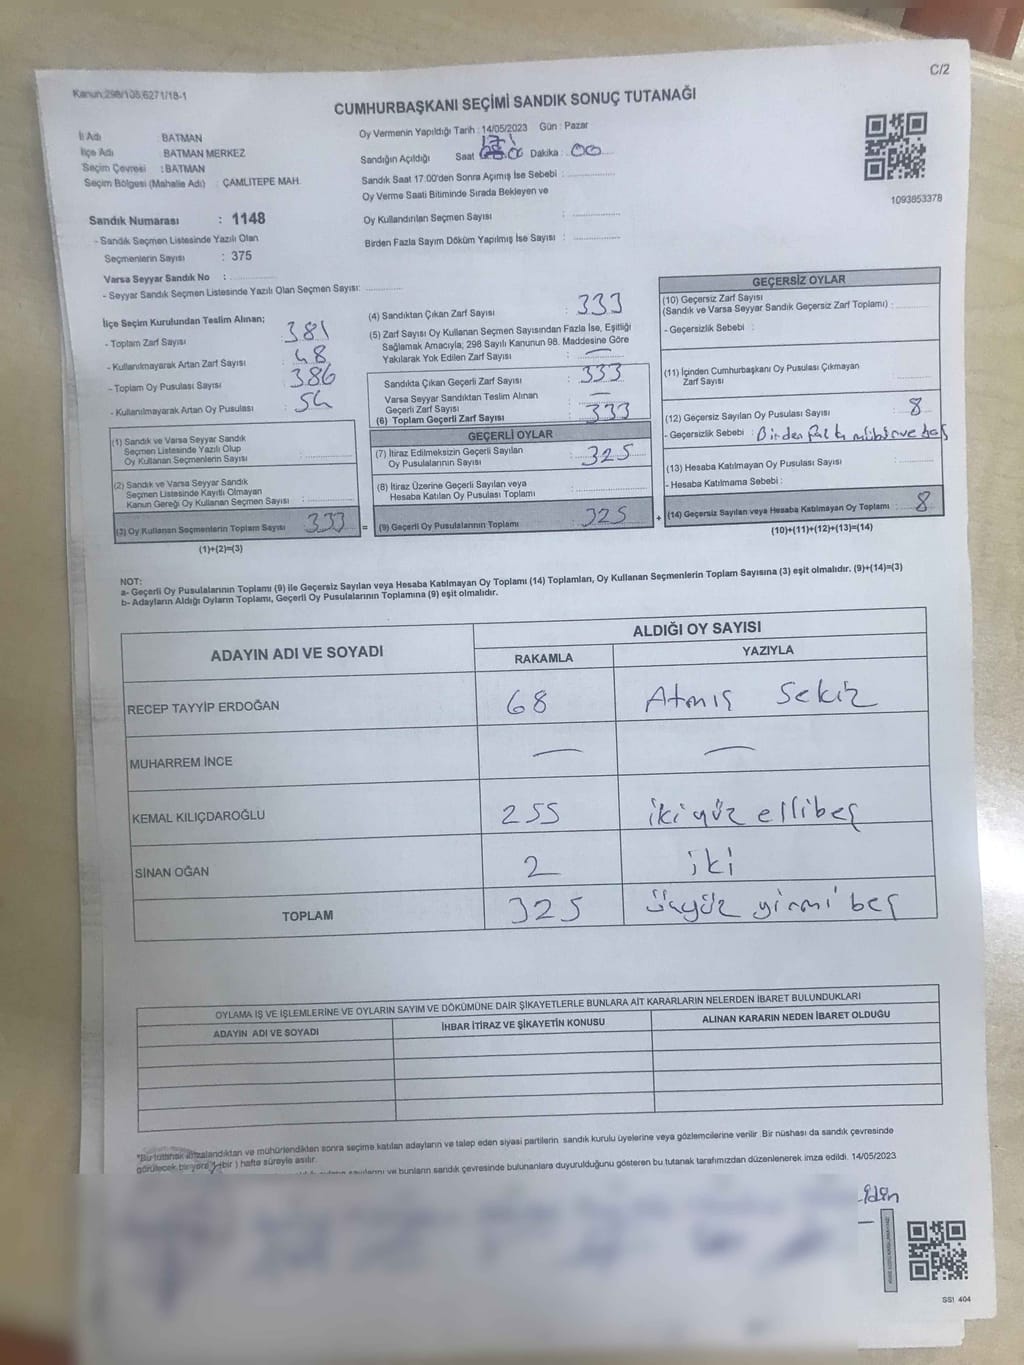 C/2
Kanun:298/108,6271/18-1
CUMHURBAŞKANI SEÇİMİ SANDIK SONUÇ TUTANAĞI
İl Adı BATMAN
İlçe Adı : BATMAN MERKEZ
Seçim Çevresi : BATMAN
Seçim Bölgesi (Mahalle Adı) : ÇAMLITEPE MAH.
Sandık Numarası : 1148
- Sandık Seçmen Listesinde Yazılı Olan
Seçmenlerin Sayısı : 375
Varsa Seyyar Sandık No :
- Seyyar Sandık Seçmen Listesinde Yazılı Olan Seçmen Sayısı:
Oy Vermenin Yapıldığı Tarih : 14/05/2023 Gün : Pazar
Sandığın Açıldığı Saat Dakika : 00
Sandık Saat 17.00'den Sonra Açımış İse Sebebi :
Oy Verme Saati Bitiminde Sırada Bekleyen ve
Oy Kullandırılan Seçmen Sayısı :
Birden Fazla Sayım Döküm Yapılmış İse Sayısı :
1093853378
İlçe Seçim Kurulundan Teslim Alınan;
- Toplam Zarf Sayısı : 381
- Kullanılmayarak Artan Zarf Sayısı : 48
- Toplam Oy Pusulası Sayısı : 386
- Kullanılmayarak Artan Oy Pusulası : 54
(1) Sandık ve Varsa Seyyar Sandık
Seçmen Listesinde Yazılı Olup
Oy Kullanan Seçmenlerin Sayısı :
(2) Sandık ve Varsa Seyyar Sandık
Seçmen Listesinde Kayıtlı Olmayan
Kanun Gereği Oy Kullanan Seçmen Sayısı :
(3) Oy Kullanan Seçmenlerin Toplam Sayısı 333 =
(1)+(2)=(3)
(4) Sandıktan Çıkan Zarf Sayısı : 333
(5) Zarf Sayısı Oy Kullanan Seçmen Sayısından Fazla İse, Eşitliği
Sağlamak Amacıyla; 298 Sayılı Kanunun 98. Maddesine Göre
Yakılarak Yok Edilen Zarf Sayısı : —
Sandıkta Çıkan Geçerli Zarf Sayısı : 333
Varsa Seyyar Sandıktan Teslim Alınan
Geçerli Zarf Sayısı : —
(6) Toplam Geçerli Zarf Sayısı : 333
GEÇERLİ OYLAR
(7) İtiraz Edilmeksizin Geçerli Sayılan
Oy Pusulalarının Sayısı : 325
(8) İtiraz Üzerine Geçerli Sayılan veya
Hesaba Katılan Oy Pusulası Toplamı :
(9) Geçerli Oy Pusulalarının Toplamı : 325 +
GEÇERSİZ OYLAR
(10) Geçersiz Zarf Sayısı
(Sandık ve Varsa Seyyar Sandık Geçersiz Zarf Toplamı) :
- Geçersizlik Sebebi :
(11) İçinden Cumhurbaşkanı Oy Pusulası Çıkmayan
Zarf Sayısı
(12) Geçersiz Sayılan Oy Pusulası Sayısı : 8
- Geçersizlik Sebebi : Birden fazla mühür ve
(13) Hesaba Katılmayan Oy Pusulası Sayısı :
- Hesaba Katılmama Sebebi :
(14) Geçersiz Sayılan veya Hesaba Katılmayan Oy Toplamı : 8
(10)+(11)+(12)+(13)=(14)
NOT:
a- Geçerli Oy Pusulalarının Toplamı (9) ile Geçersiz Sayılan veya Hesaba Katılmayan Oy Toplamı (14) Toplamları, Oy Kullanan Seçmenlerin Toplam Sayısına (3) eşit olmalıdır. (9)+(14)=(3)
b- Adayların Aldığı Oyların Toplamı, Geçerli Oy Pusulalarının Toplamına (9) eşit olmalıdır.
ADAYIN ADI VE SOYADI ALDIĞI OY SAYISI
RAKAMLA YAZIYLA
RECEP TAYYİP ERDOĞAN 68 Atmış Sekiz
MUHARREM İNCE — —
KEMAL KILIÇDAROĞLU 255 iki yüz ellibeş
SİNAN OĞAN 2 iki
TOPLAM 325 üçyüz yirmi beş
OYLAMA İŞ VE İŞLEMLERİNE VE OYLARIN SAYIM VE DÖKÜMÜNE DAİR ŞİKAYETLERLE BUNLARA AİT KARARLARIN NELERDEN İBARET BULUNDUKLARI
ADAYIN ADI VE SOYADI İHBAR İTİRAZ VE ŞİKAYETİN KONUSU ALINAN KARARIN NEDEN İBARET OLDUĞU
*Bu tutanak imzalandıktan ve mühürlendikten sonra seçime katılan adayların ve talep eden siyasi partilerin sandık kurulu üyelerine veya gözlemcilerine verilir. Bir nüshası da sandık çevresinde
görülecek bir yere 1 (bir) hafta süreyle asılır.
ve bunların sandık çevresinde bulunanlara duyurulduğunu gösteren bu tutanak tarafımızdan düzenlenerek imza edildi. 14/05/2023
SSI 404